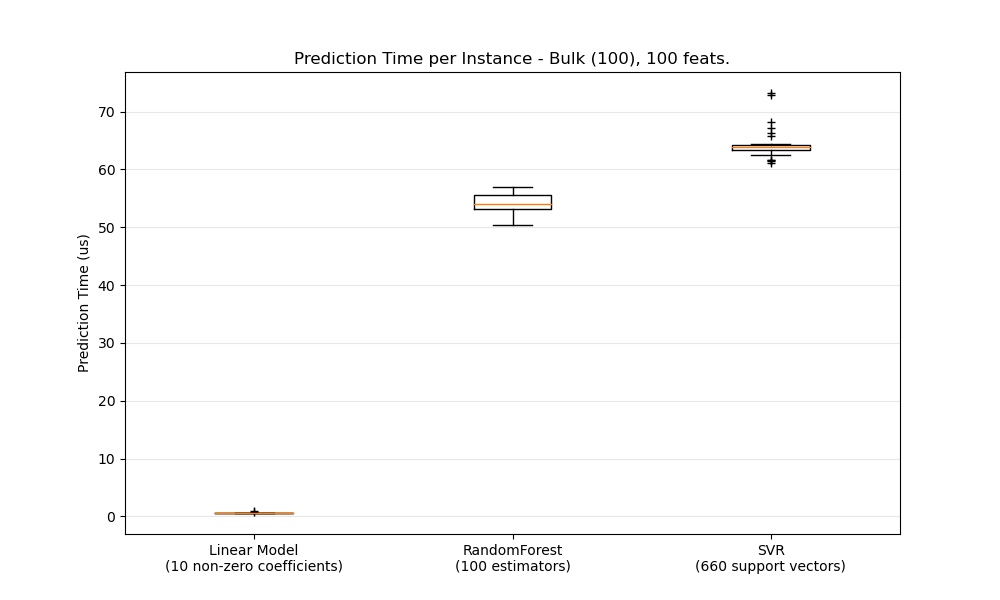 Prediction Time per Instance - Bulk (100), 100 feats.
Prediction Time (us)
70
60
50
40
30
20
10
0
Linear Model
(10 non-zero coefficients)
RandomForest
(100 estimators)
SVR
(660 support vectors)